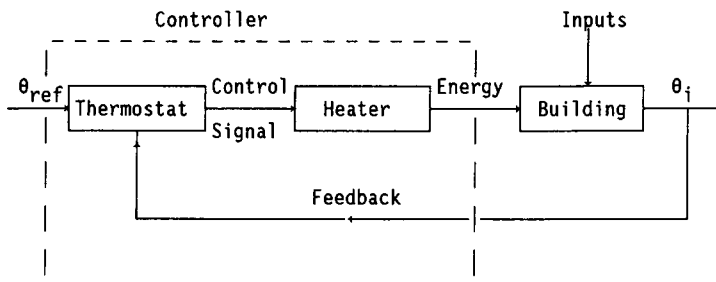 Controller
Inputs
θref
Thermostat
Control
Signal
Heater
Energy
Building
θi
Feedback